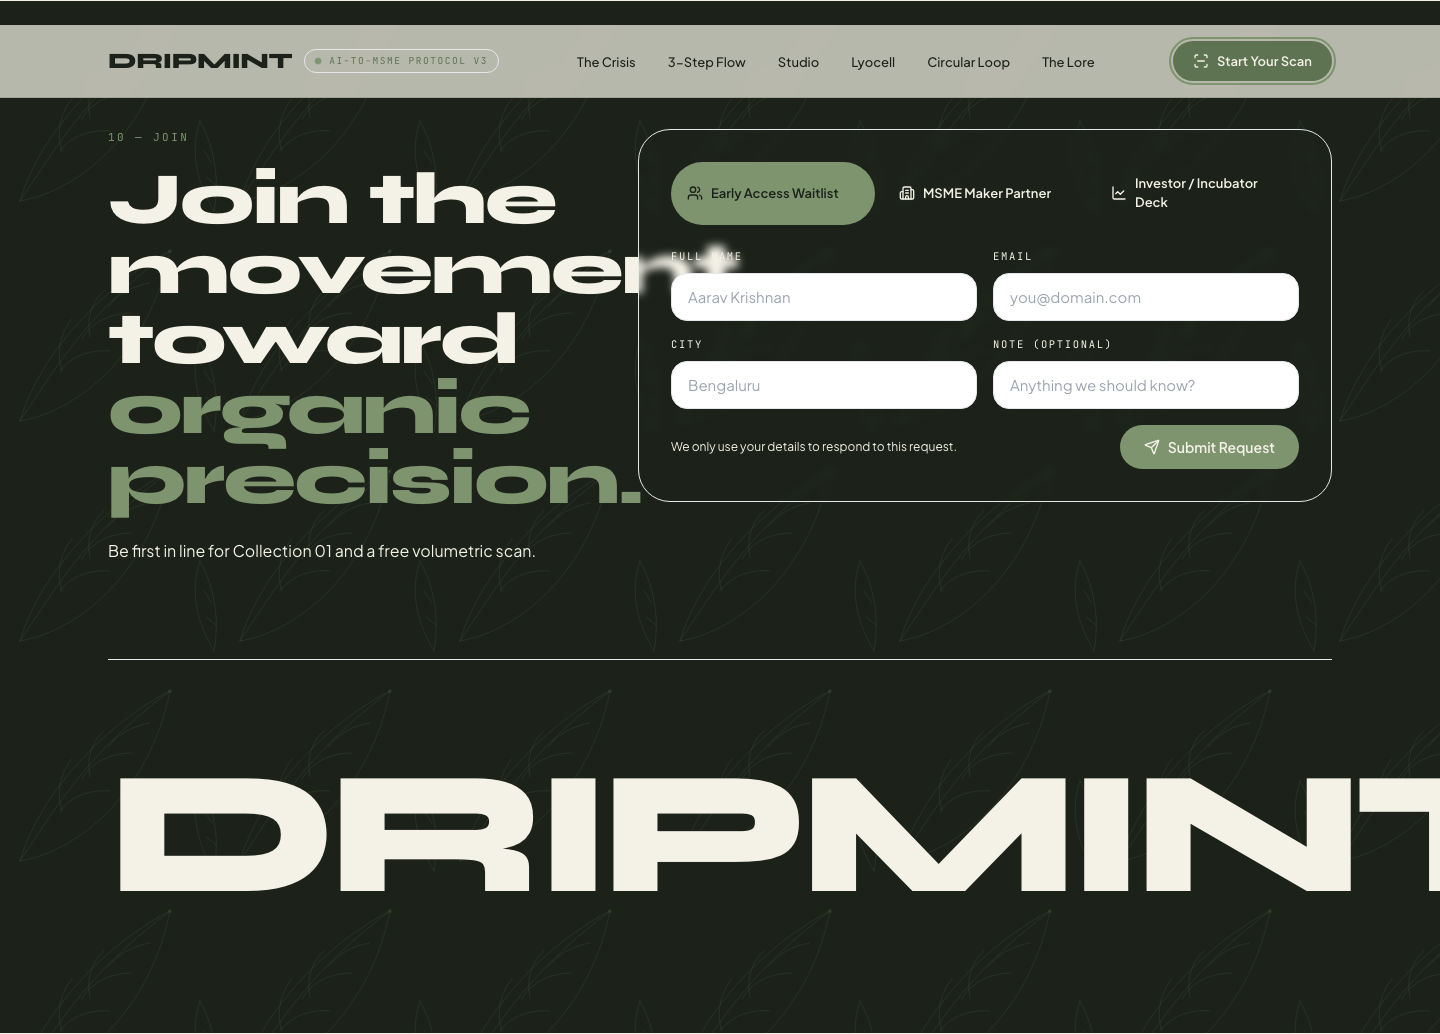 DRIPMINT
AI-TO-MSME PROTOCOL V3
The Crisis
3-Step Flow
Studio
Lyocell
Circular Loop
The Lore
Start Your Scan
10 — JOIN
Join the
movement
toward
organic
precision.
Be first in line for Collection 01 and a free volumetric scan.
Early Access Waitlist
MSME Maker Partner
Investor / Incubator
Deck
FULL NAME
Aarav Krishnan
EMAIL
you@domain.com
CITY
Bengaluru
NOTE (OPTIONAL)
Anything we should know?
We only use your details to respond to this request.
Submit Request
DRIPMINT